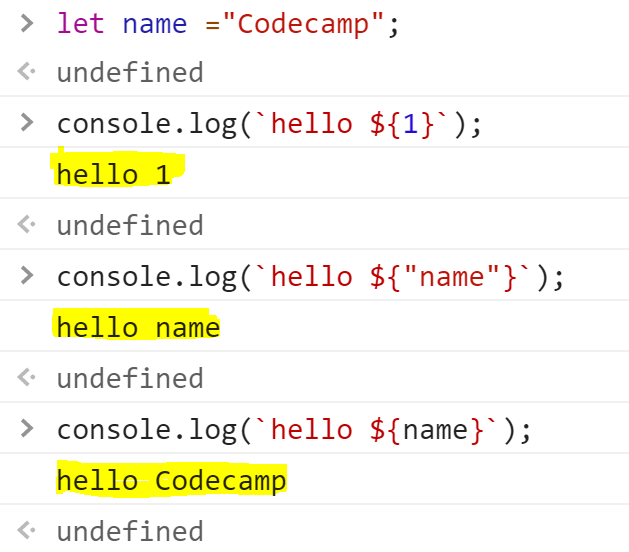 > let name ="Codecamp";
undefined
> console.log(`hello ${1}`);
hello 1
undefined
> console.log(`hello ${"name"}`);
hello name
undefined
> console.log(`hello ${name}`);
hello Codecamp
undefined